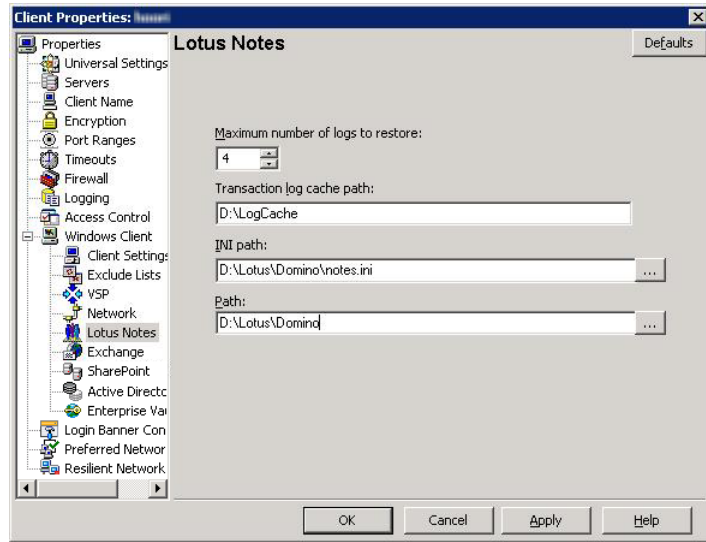 Client Properties:
Properties
Universal Settings
Servers
Client Name
Encryption
Port Ranges
Timeouts
Firewall
Logging
Access Control
Windows Client
Client Setting
Exclude Lists
VSP
Network
Lotus Notes
Exchange
SharePoint
Active Directo
Enterprise Vau
Login Banner Con
Preferred Networ
Resilient Network
Lotus Notes
Defaults
Maximum number of logs to restore:
4
Transaction log cache path:
D:\LogCache
INI path:
D:\Lotus\Domino\notes.ini
...
Path:
D:\Lotus\Domino
...
OK Cancel Apply Help